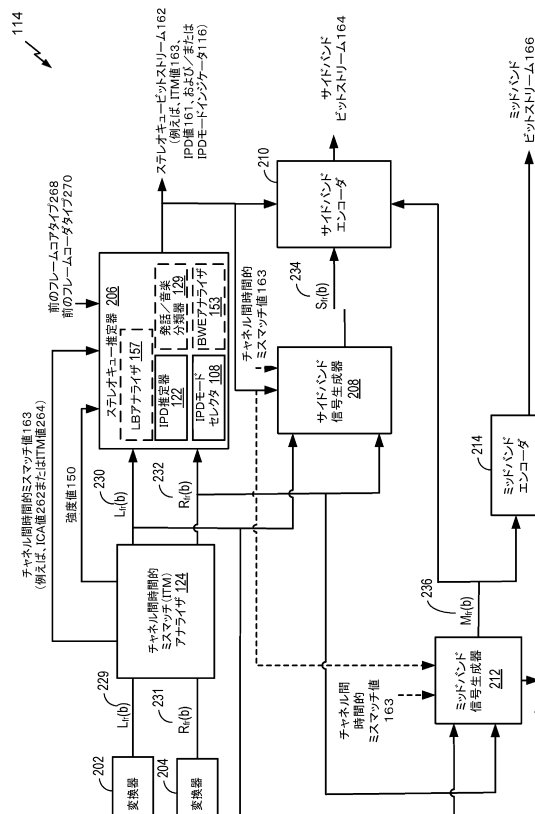 114
前のフレームコアタイプ268
前のフレームコーダタイプ270
チャネル間時間的ミスマッチ値163
(例えば、ICA値262またはITM値264)
強度値150
202
変換器
204
変換器
229
Lfr(b)
231
Rfr(b)
チャネル間時間的
ミスマッチ(ITM)
アナライザ124
230
Lfr(b)
232
Rfr(b)
ステレオキュー推定器
206
LBアナライザ157
発話/音楽
分類器 129
IPD推定器
122
IBWEアナライザ
153
IPDモード
セレクタ 108
ステレオキュービットストリーム162
(例えば、ITM値163、
IPD値161、および/または
IPDモードインジケータ116)
チャネル間時間的
ミスマッチ値163
サイドバンド
信号生成器
208
234
Sfr(b)
210
サイドバンド
エンコーダ
サイドバンド
ビットストリーム164
チャネル間
時間的
ミスマッチ値
163
ミッドバンド
信号生成器
212
236
Mfr(b)
214
ミッドバンド
エンコーダ
ミッドバンド
ビットストリーム166